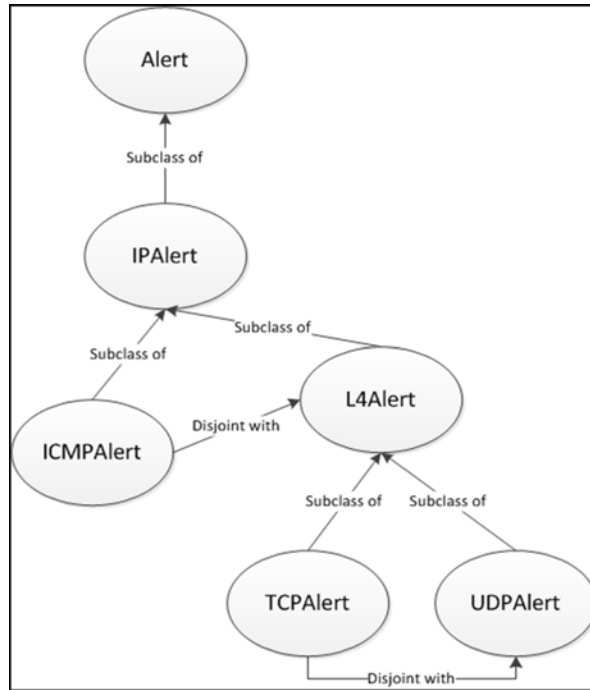 Alert
Subclass of
IPAlert
Subclass of
Subclass of
L4Alert
Disjoint with
ICMPAlert
Subclass of
Subclass of
TCPAlert
UDPAlert
Disjoint with